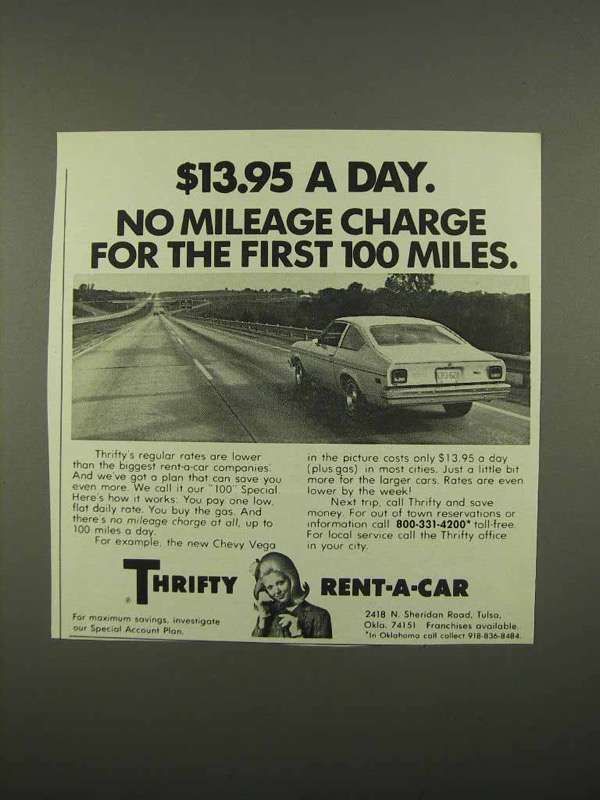 $13.95 A DAY.
NO MILEAGE CHARGE
FOR THE FIRST 100 MILES.
Thrifty's regular rates are lower
than the biggest rent-a-car companies.
And we've got a plan that can save you
even more. We call it our "100" Special.
Here's how it works: You pay one low,
flat daily rate. You buy the gas. And
there's no mileage charge at all, up to
100 miles a day.
For example, the new Chevy Vega
in the picture costs only $13.95 a day
(plus gas) in most cities. Just a little bit
more for the larger cars. Rates are even
lower by the week!
Next trip, call Thrifty and save
money. For out of town reservations or
information call 800-331-4200* toll-free.
For local service call the Thrifty office
in your city.
® THRIFTY RENT-A-CAR
For maximum savings, investigate
our Special Account Plan.
2418 N. Sheridan Road, Tulsa,
Okla. 74151 Franchises available.
*In Oklahoma call collect 918-836-8484.